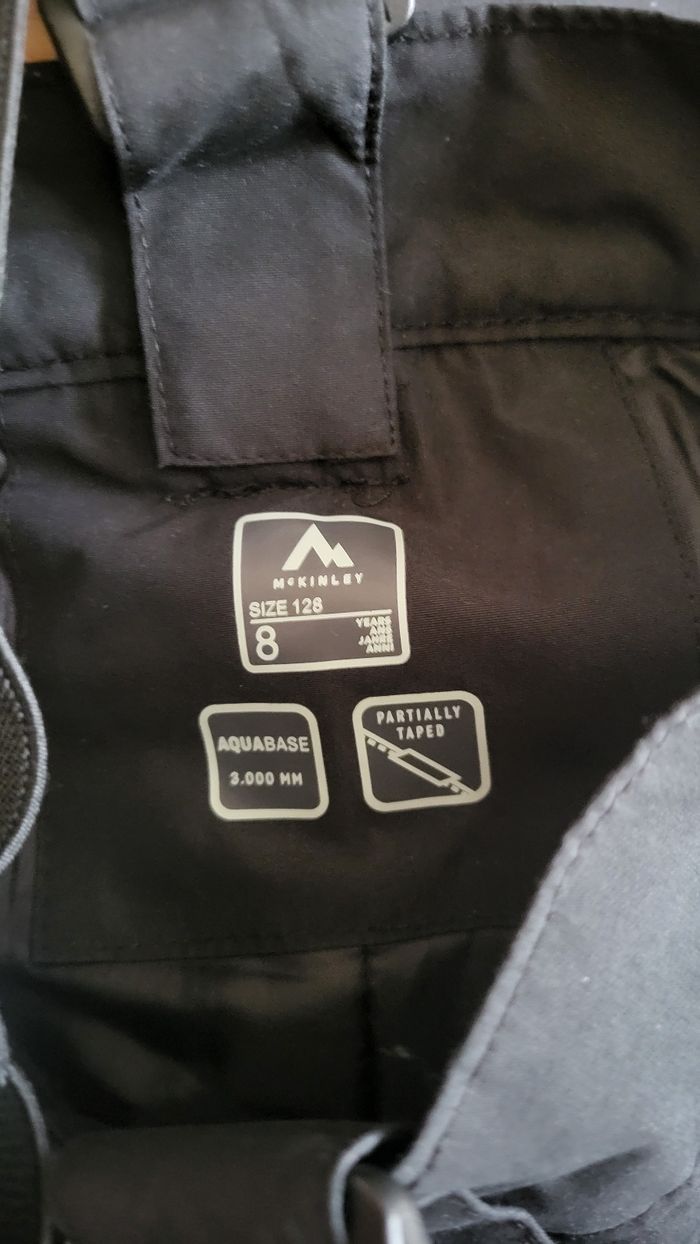 McKINLEY
SIZE 128
8
YEARS
ANS
JAHRE
ANNI
AQUABASE
3.000 MM
PARTIALLY
TAPED